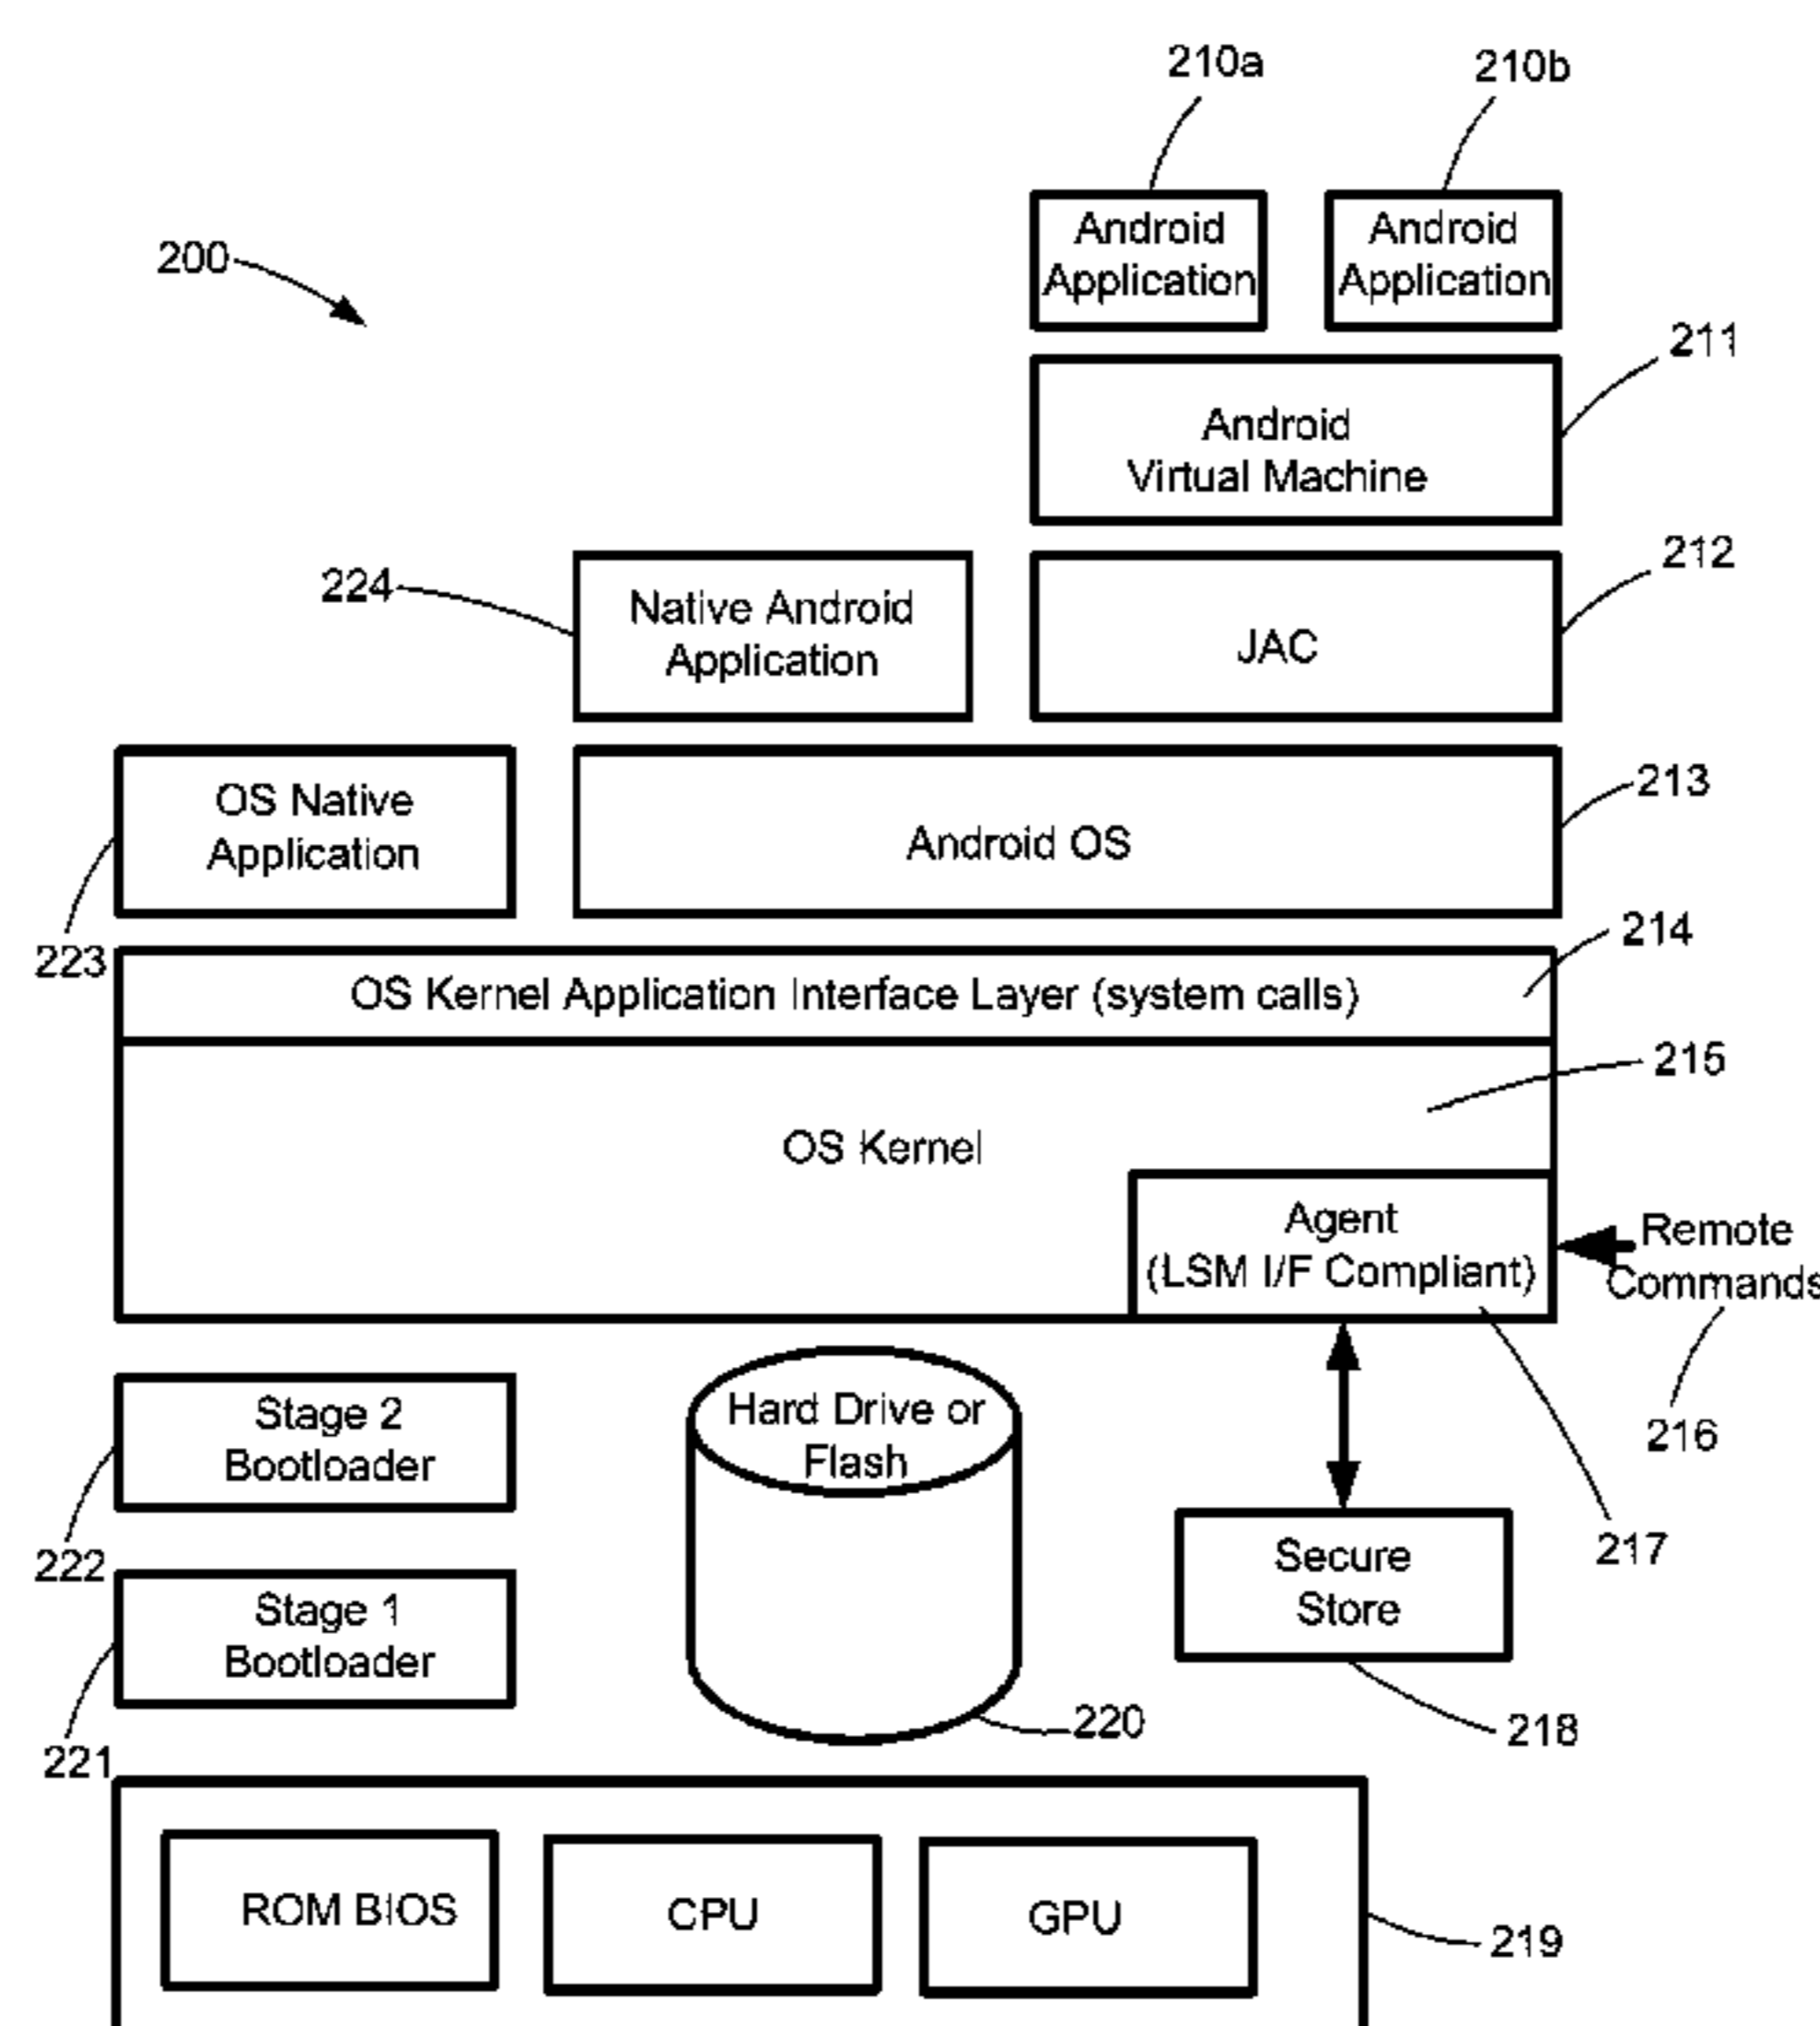 210a
210b
200
Android
Application
Android
Application
211
Android
Virtual Machine
212
224
Native Android
Application
JAC
213
OS Native
Application
Android OS
223
214
OS Kernel Application Interface Layer (system calls)
215
OS Kernel
Agent
(LSM I/F Compliant)
Remote
Commands
216
Stage 2
Bootloader
222
Hard Drive or
Flash
217
Secure
Store
218
Stage 1
Bootloader
221
220
ROM BIOS
CPU
GPU
219